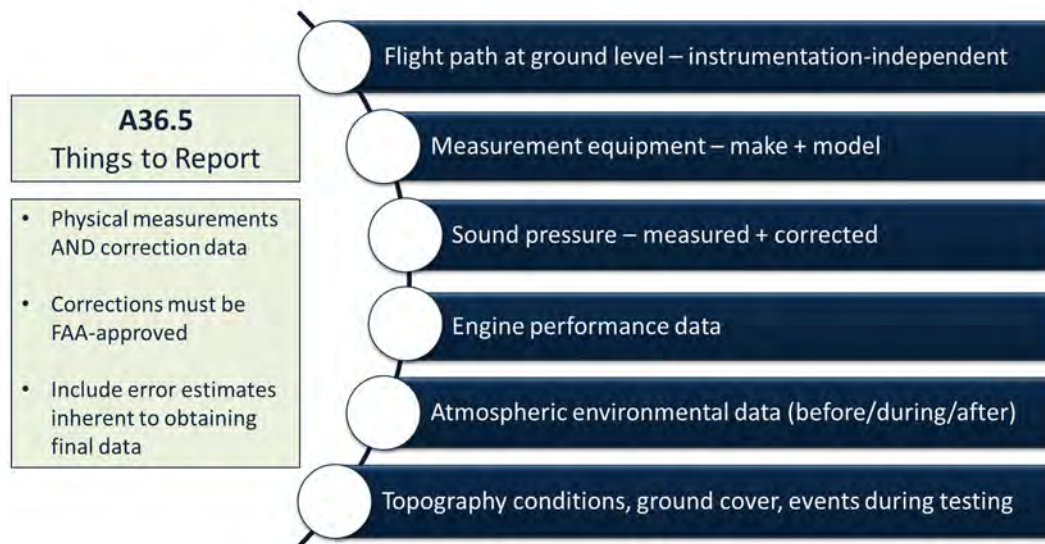 A36.5
Things to Report
• Physical measurements
AND correction data
• Corrections must be
FAA-approved
• Include error estimates
inherent to obtaining
final data
Flight path at ground level – instrumentation-independent
Measurement equipment – make + model
Sound pressure – measured + corrected
Engine performance data
Atmospheric environmental data (before/during/after)
Topography conditions, ground cover, events during testing